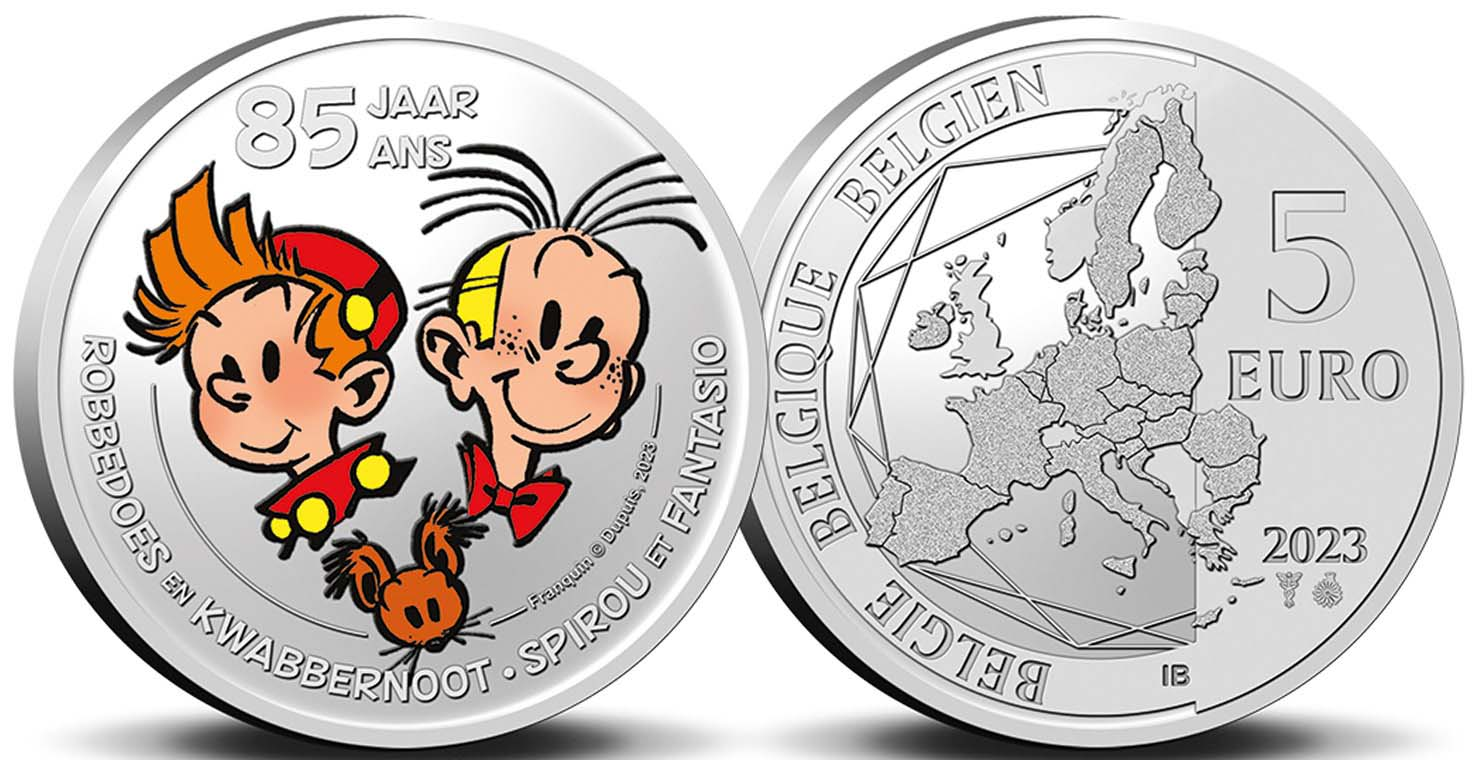 85 JAAR
ANS
ROBBEDOES EN KWABBERNOOT • SPIROU ET FANTASIO
Franquin © Dupuis, 2023
BELGIE BELGIQUE BELGIEN
5
EURO
2023
IB